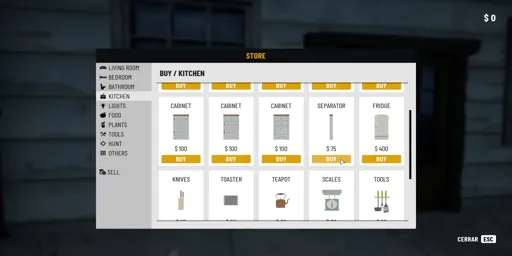 $ 0
STORE
LIVING ROOM
BEDROOM
BATHROOM
KITCHEN
LIGHTS
FOOD
PLANTS
TOOLS
HUNT
OTHERS
SELL
BUY / KITCHEN
BUY BUY BUY BUY BUY
CABINET CABINET CABINET SEPARATOR FRIDGE
$ 100 $ 100 $ 100 $ 75 $ 400
BUY BUY BUY BUY BUY
KNIVES TOASTER TEAPOT SCALES TOOLS
CERRAR ESC